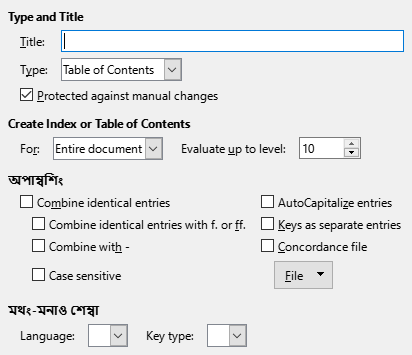 Type and Title
Title:
Type: Table of Contents
Protected against manual changes
Create Index or Table of Contents
For: Entire document Evaluate up to level: 10
অপাম্বশিং
Combine identical entries AutoCapitalize entries
Combine identical entries with f. or ff. Keys as separate entries
Combine with - Concordance file
Case sensitive File
মথং-মনাও শেম্বা
Language: Key type: